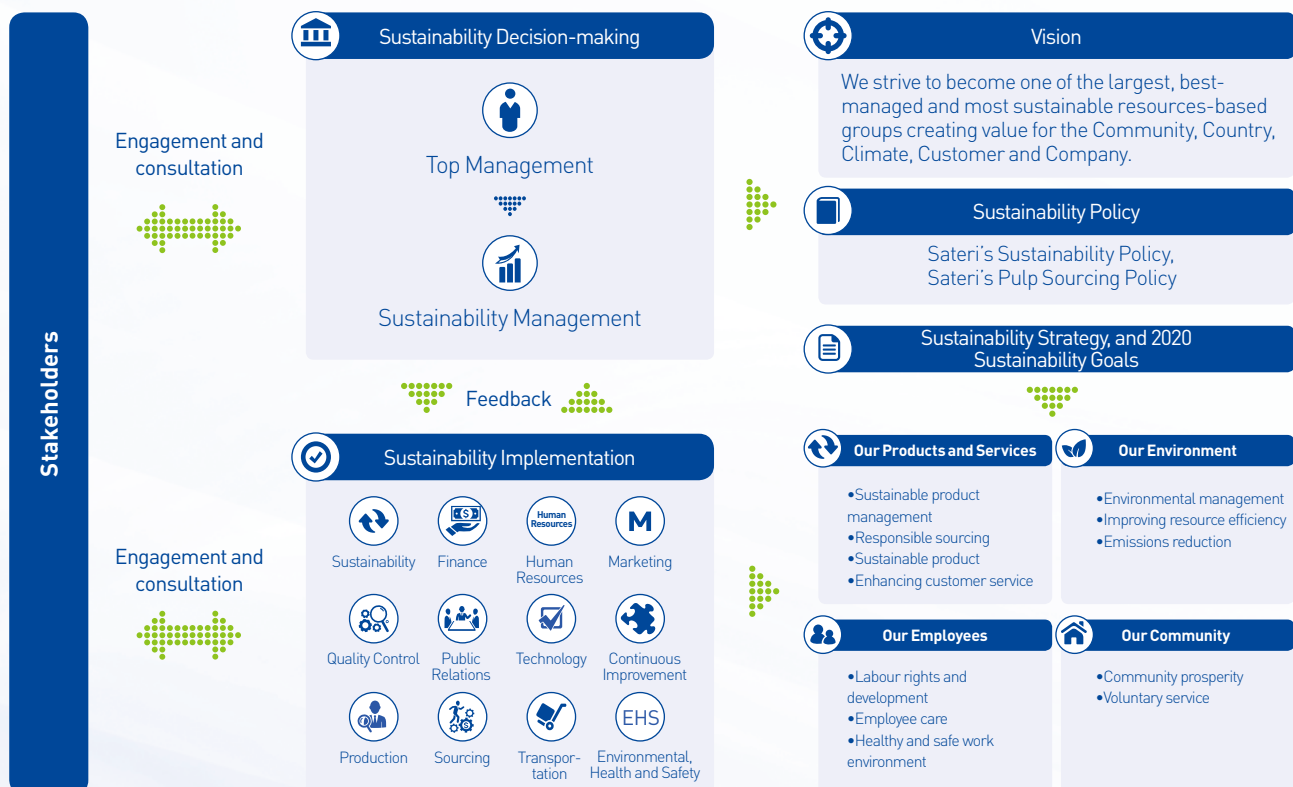 Stakeholders
Engagement and
consultation
Engagement and
consultation
Sustainability Decision-making
Top Management
Sustainability Management
Feedback
Sustainability Implementation
Sustainability
Finance
Human
Resources
Human
Resources
M
Marketing
Quality Control
Public
Relations
Technology
Continuous
Improvement
Production
Sourcing
Transpor-
tation
EHS
Environmental,
Health and Safety
Vision
We strive to become one of the largest, best-
managed and most sustainable resources-based
groups creating value for the Community, Country,
Climate, Customer and Company.
Sustainability Policy
Sateri's Sustainability Policy,
Sateri's Pulp Sourcing Policy
Sustainability Strategy, and 2020
Sustainability Goals
Our Products and Services
•Sustainable product
management
•Responsible sourcing
•Sustainable product
•Enhancing customer service
Our Environment
•Environmental management
•Improving resource efficiency
•Emissions reduction
Our Employees
•Labour rights and
development
•Employee care
•Healthy and safe work
environment
Our Community
•Community prosperity
•Voluntary service